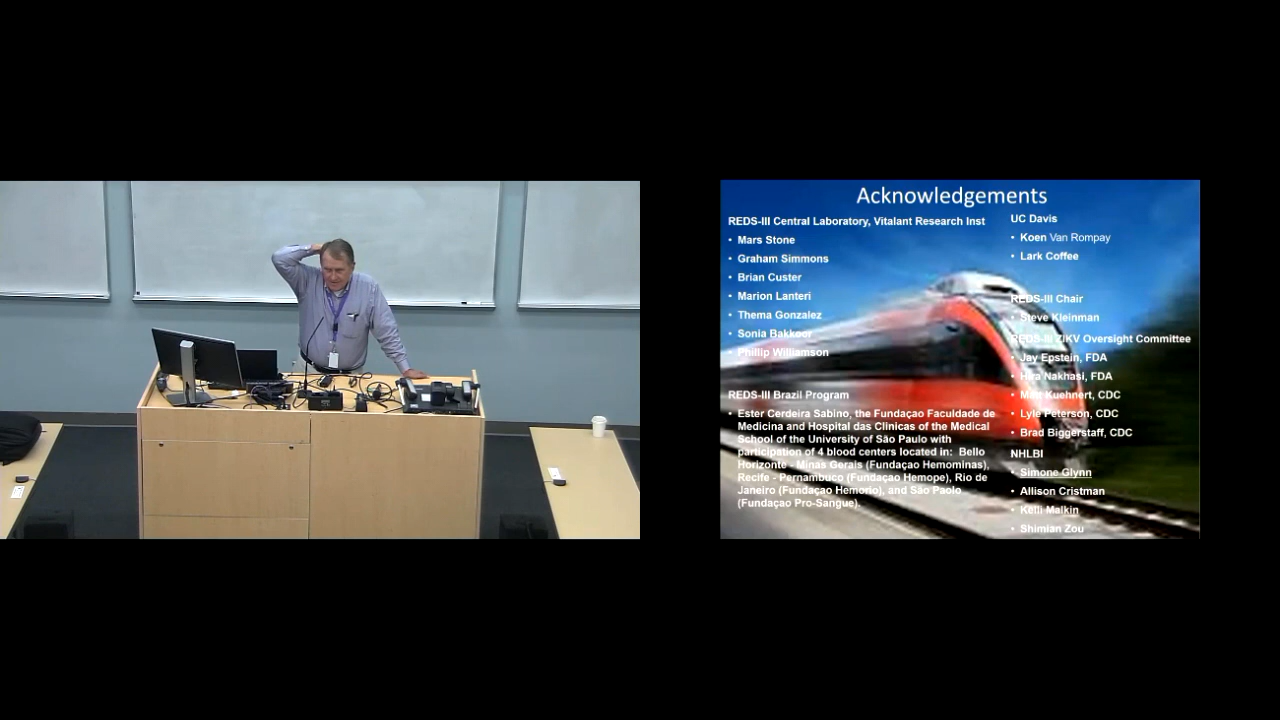 Acknowledgements
REDS-III Central Laboratory, Vitalant Research Inst
• Mars Stone
• Graham Simmons
• Brian Custer
• Marion Lanteri
• Thema Gonzalez
• Sonia Bakkour
• Phillip Williamson
REDS-III Brazil Program
• Ester Cerdeira Sabino, the Fundaçao Faculdade de
Medicina and Hospital das Clinicas of the Medical
School of the University of São Paulo with
participation of 4 blood centers located in: Bello
Horizonte - Minas Gerais (Fundaçao Hemominas),
Recife - Pernambuco (Fundaçao Hemope), Rio de
Janeiro (Fundaçao Hemorio), and São Paolo
(Fundaçao Pro-Sangue).
UC Davis
• Koen Van Rompay
• Lark Coffee
REDS-III Chair
• Steve Kleinman
REDS-III ZIKV Oversight Committee
• Jay Epstein, FDA
• Hira Nakhasi, FDA
• Matt Kuehnert, CDC
• Lyle Peterson, CDC
• Brad Biggerstaff, CDC
NHLBI
• Simone Glynn
• Allison Cristman
• Kelli Malkin
• Shimian Zou